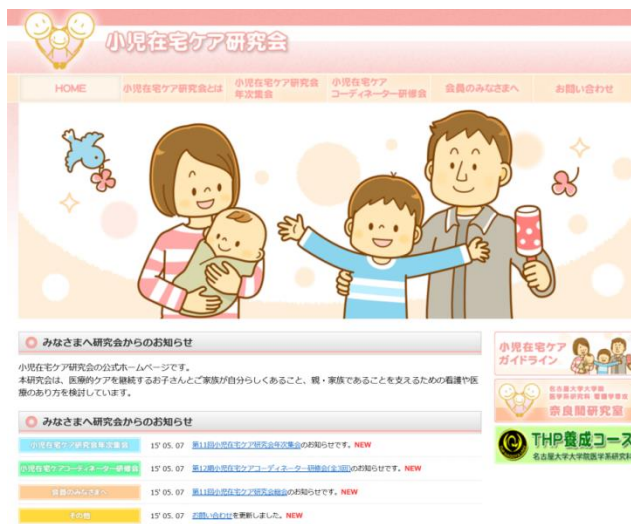 小児在宅ケア研究会
HOME
小児在宅ケア研究会とは
小児在宅ケア研究会
年次集会
小児在宅ケア
コーディネーター研修会
会員のみなさまへ
お問い合わせ
みなさまへ研究会からのお知らせ
小児在宅ケア研究会の公式ホームページです。
本研究会は、医療的ケアを継続するお子さんとご家族が自分らしくあること、親・家族であることを支えるための看護や医
療のあり方を検討しています。
みなさまへ研究会からのお知らせ
小児在宅ケア研究会年次集会 15' 05. 07 第11回小児在宅ケア研究会年次集会のお知らせです。NEW
小児在宅ケアコーディネーター研修会 15' 05. 07 第12期小児在宅ケアコーディネーター研修会(全3回)のお知らせです。NEW
会員のみなさまへ 15' 05. 07 第11回小児在宅ケア研究会総会のお知らせです。NEW
その他 15' 05. 07 お問い合わせを更新しました。NEW
小児在宅ケア
ガイドライン
名古屋大学大学院
医学系研究科 看護学専攻
奈良間研究室
THP養成コース
名古屋大学大学院医学系研究科